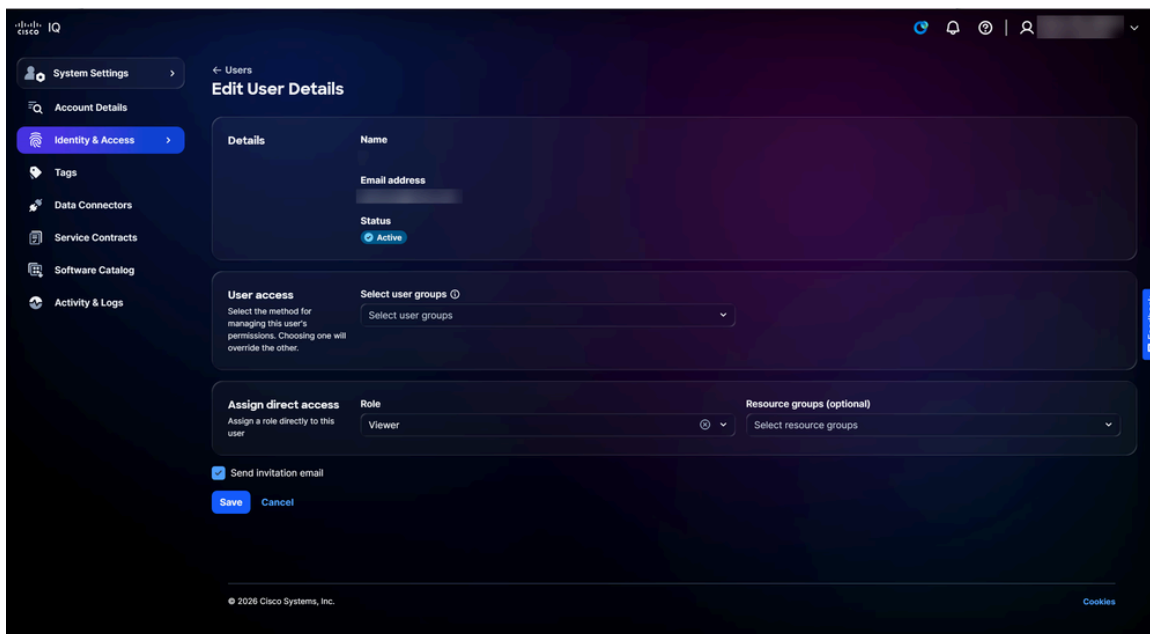 cisco IQ
System Settings
Account Details
Identity & Access
Tags
Data Connectors
Service Contracts
Software Catalog
Activity & Logs
← Users
Edit User Details
Details
Name
Email address
Status
Active
User access
Select the method for
managing this user's
permissions. Choosing one will
override the other.
Select user groups
Select user groups
Assign direct access
Assign a role directly to this
user
Role
Viewer
Resource groups (optional)
Select resource groups
Send invitation email
Save Cancel
© 2026 Cisco Systems, Inc.
Cookies